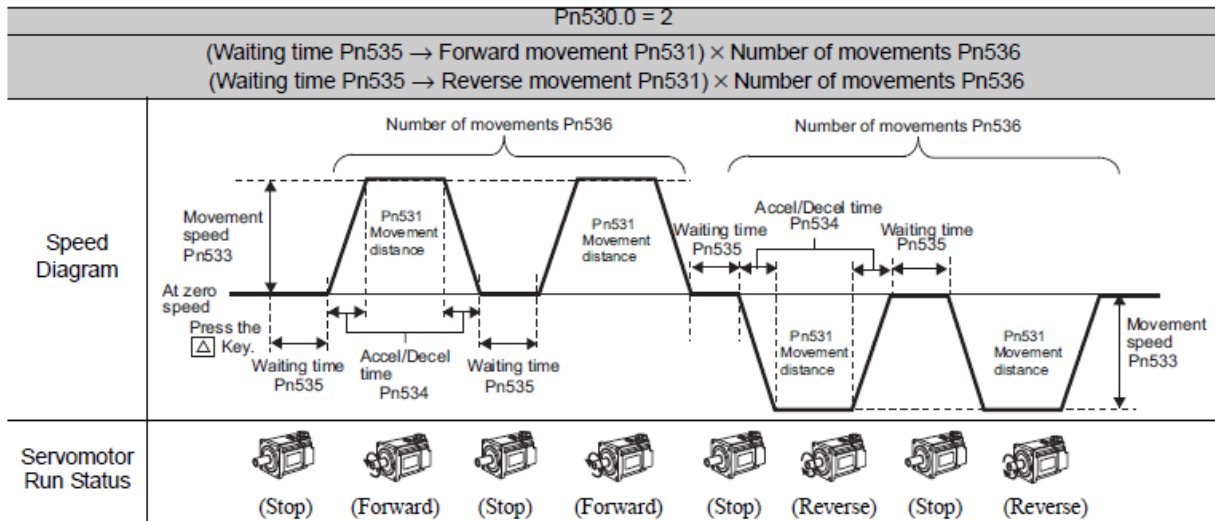 Pn530.0 = 2
(Waiting time Pn535 → Forward movement Pn531) × Number of movements Pn536
(Waiting time Pn535 → Reverse movement Pn531) × Number of movements Pn536
Speed
Diagram
Number of movements Pn536
Number of movements Pn536
Movement
speed
Pn533
Pn531
Movement
distance
Pn531
Movement
distance
Accel/Decel time
Pn534
Waiting time
Pn535
Waiting time
Pn535
At zero
speed
Press the
△ Key.
Waiting time
Pn535
Accel/Decel
time
Pn534
Waiting time
Pn535
Pn531
Movement
distance
Pn531
Movement
distance
Movement
speed
Pn533
Servomotor
Run Status
(Stop) (Forward) (Stop) (Forward) (Stop) (Reverse) (Stop) (Reverse)